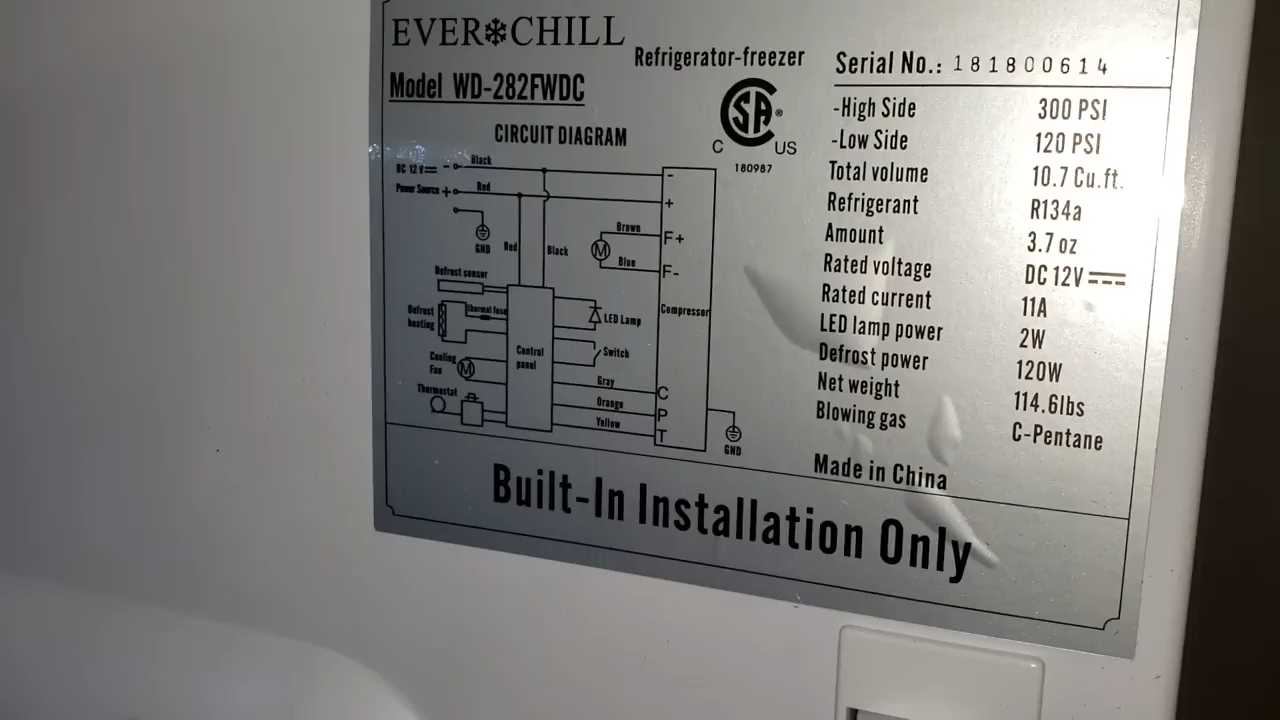 EVER❄CHILL
Refrigerator-freezer
Model WD-282FWDC
CIRCUIT DIAGRAM
CSA®
C US
180987
DC 12V⎓ - Black
Power Source + Red
GND
Red
Black
-
+
Brown
F+
M
Blue
F-
Defrost sensor
Defrost heating
thermal fuse
LED Lamp
Compressor
Cooling Fan
M
Control panel
Switch
Thermostat
Gray
C
Orange
P
Yellow
T
GND
Serial No.: 181800614
-High Side 300 PSI
-Low Side 120 PSI
Total volume 10.7 Cu.ft.
Refrigerant R134a
Amount 3.7 oz
Rated voltage DC 12V⎓
Rated current 11A
LED lamp power 2W
Defrost power 120W
Net weight 114.6lbs
Blowing gas C-Pentane
Made in China
Built-In Installation Only